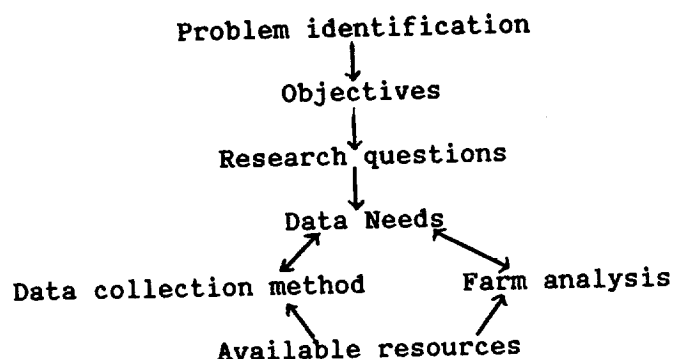 Problem identification
Objectives
Research questions
Data Needs
Data collection method Farm analysis
Available resources